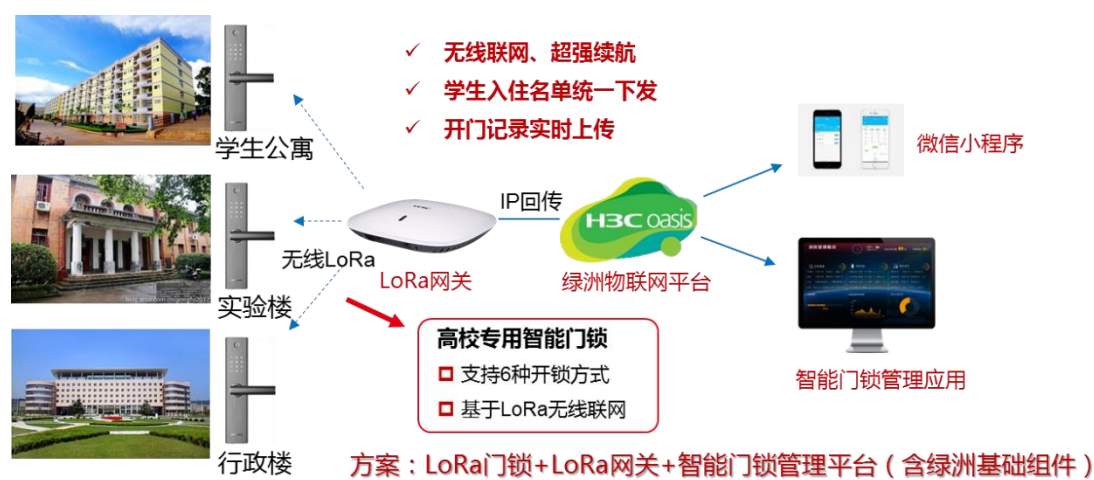 ✓ 无线联网、超强续航
✓ 学生入住名单统一下发
✓ 开门记录实时上传
学生公寓
微信小程序
IP回传
H3C oasis
无线LoRa
LoRa网关
绿洲物联网平台
实验楼
高校专用智能门锁
支持6种开锁方式
基于LoRa无线联网
智能门锁管理应用
行政楼
方案：LoRa门锁+LoRa网关+智能门锁管理平台（含绿洲基础组件）